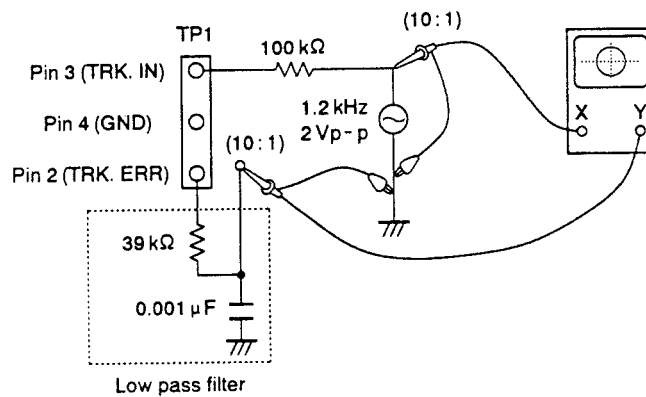 TP1
(10 : 1)
100 kΩ
Pin 3 (TRK. IN)
Pin 4 (GND)
1.2 kHz
2 Vp-p
X Y
(10 : 1)
Pin 2 (TRK. ERR)
39 kΩ
0.001 µF
Low pass filter